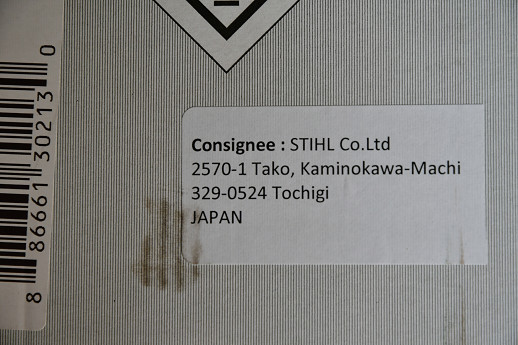 Consignee : STIHL Co.Ltd
2570-1 Tako, Kaminokawa-Machi
329-0524 Tochigi
JAPAN
8 86661 30213 0